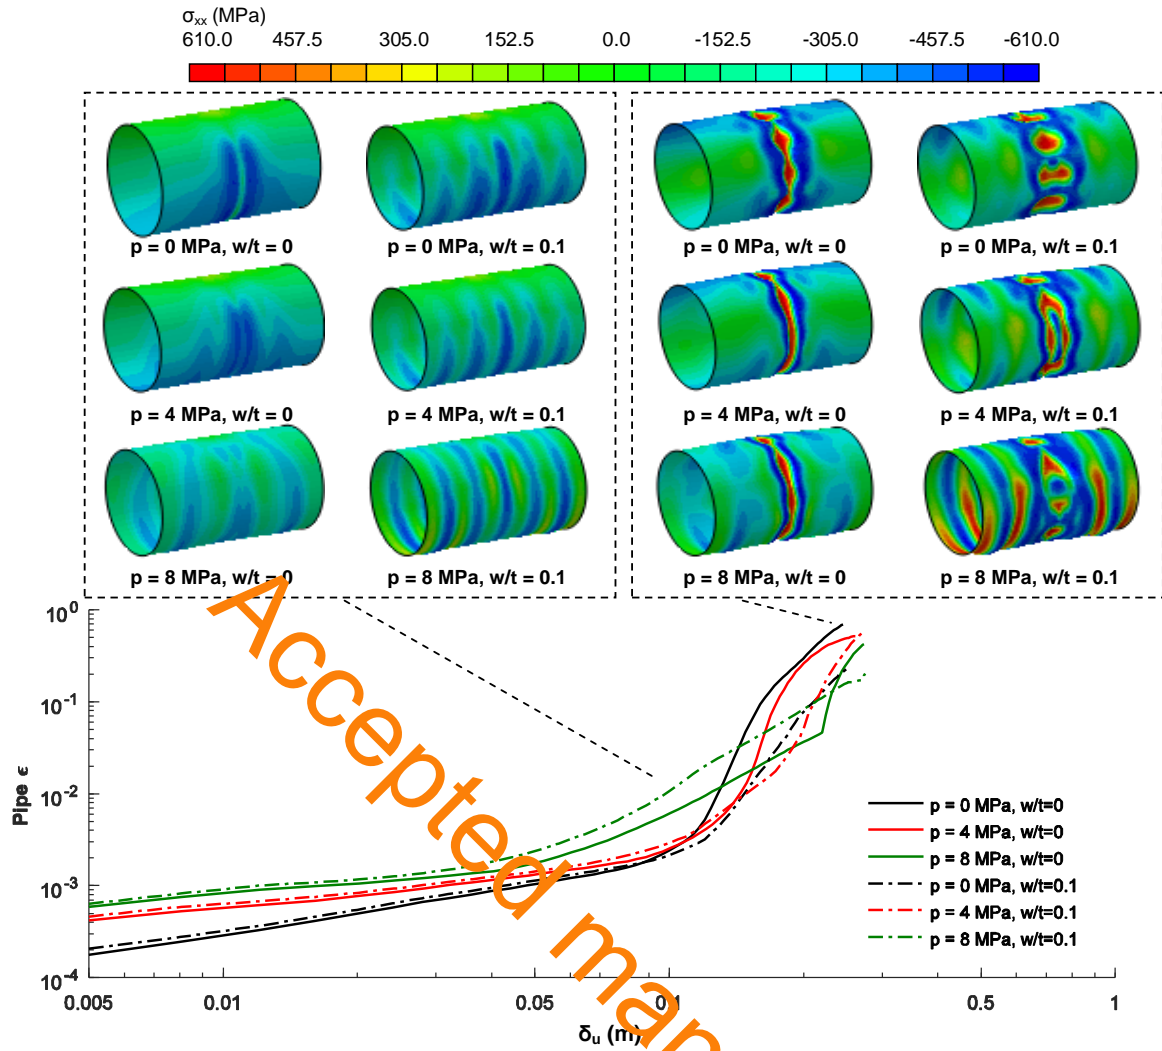 σxx (MPa)
610.0 457.5 305.0 152.5 0.0 -152.5 -305.0 -457.5 -610.0
p = 0 MPa, w/t = 0
p = 0 MPa, w/t = 0.1
p = 0 MPa, w/t = 0
p = 0 MPa, w/t = 0.1
p = 4 MPa, w/t = 0
p = 4 MPa, w/t = 0.1
p = 4 MPa, w/t = 0
p = 4 MPa, w/t = 0.1
p = 8 MPa, w/t = 0
p = 8 MPa, w/t = 0.1
p = 8 MPa, w/t = 0
p = 8 MPa, w/t = 0.1
10⁰
10⁻¹
10⁻²
10⁻³
10⁻⁴
Pipe ϵ
p = 0 MPa, w/t=0
p = 4 MPa, w/t=0
p = 8 MPa, w/t=0
p = 0 MPa, w/t=0.1
p = 4 MPa, w/t=0.1
p = 8 MPa, w/t=0.1
0.005 0.01 0.05 0.1 0.5 1
δu (m)
Accepted man